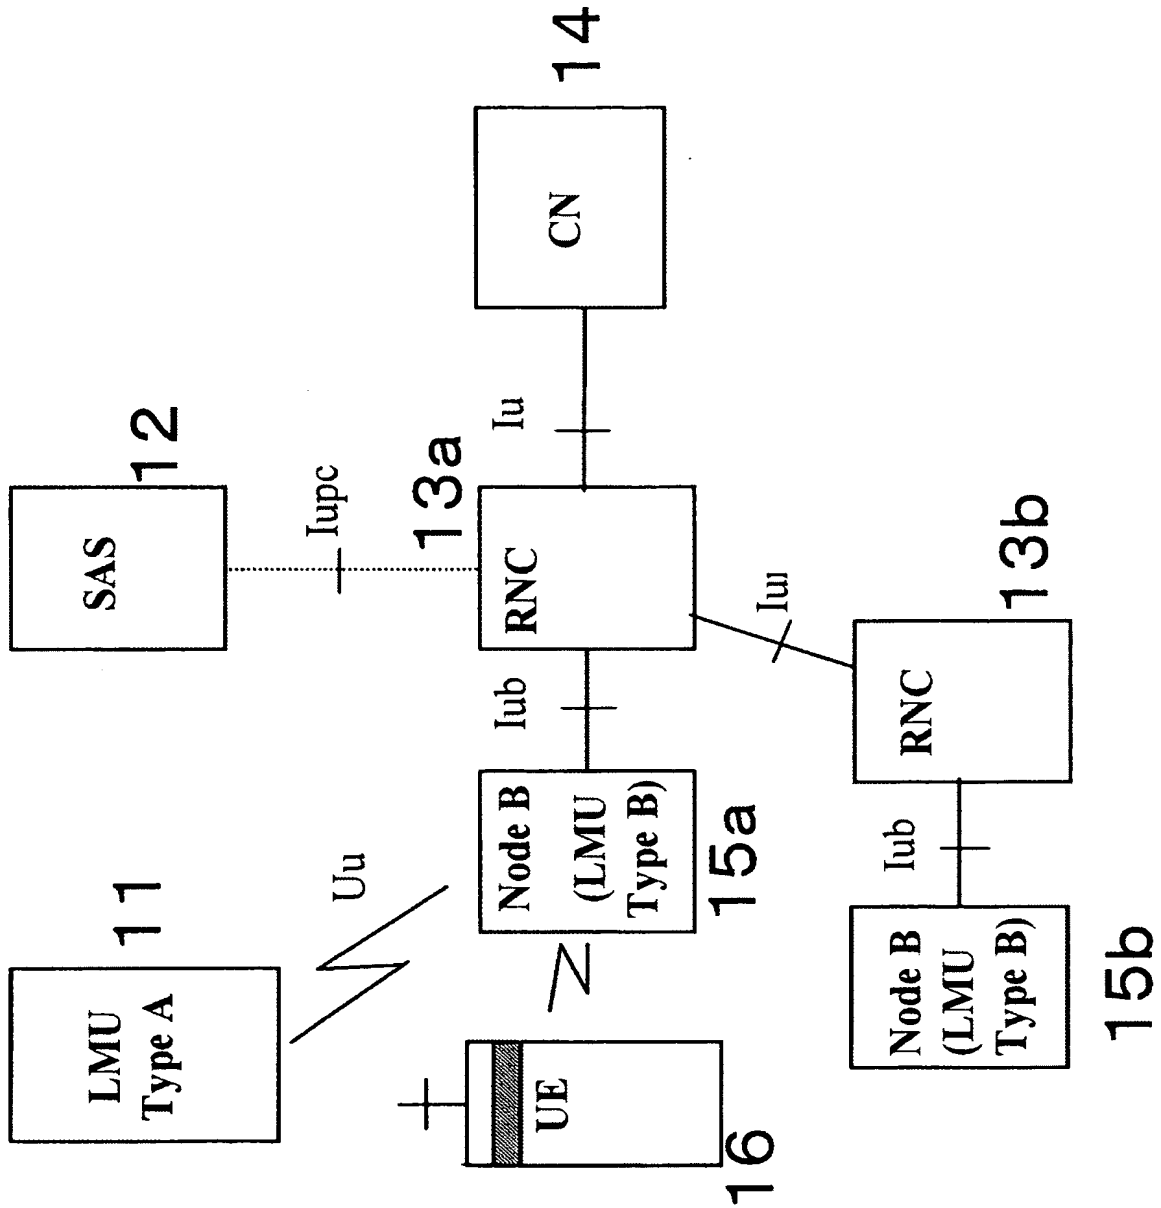 LMU
Type A
11
SAS
12
Uu
Iupc
13a
UE
16
Node B
(LMU
Type B)
15a
Iub
RNC
Iu
CN
14
Iur
Node B
(LMU
Type B)
15b
Iub
RNC
13b